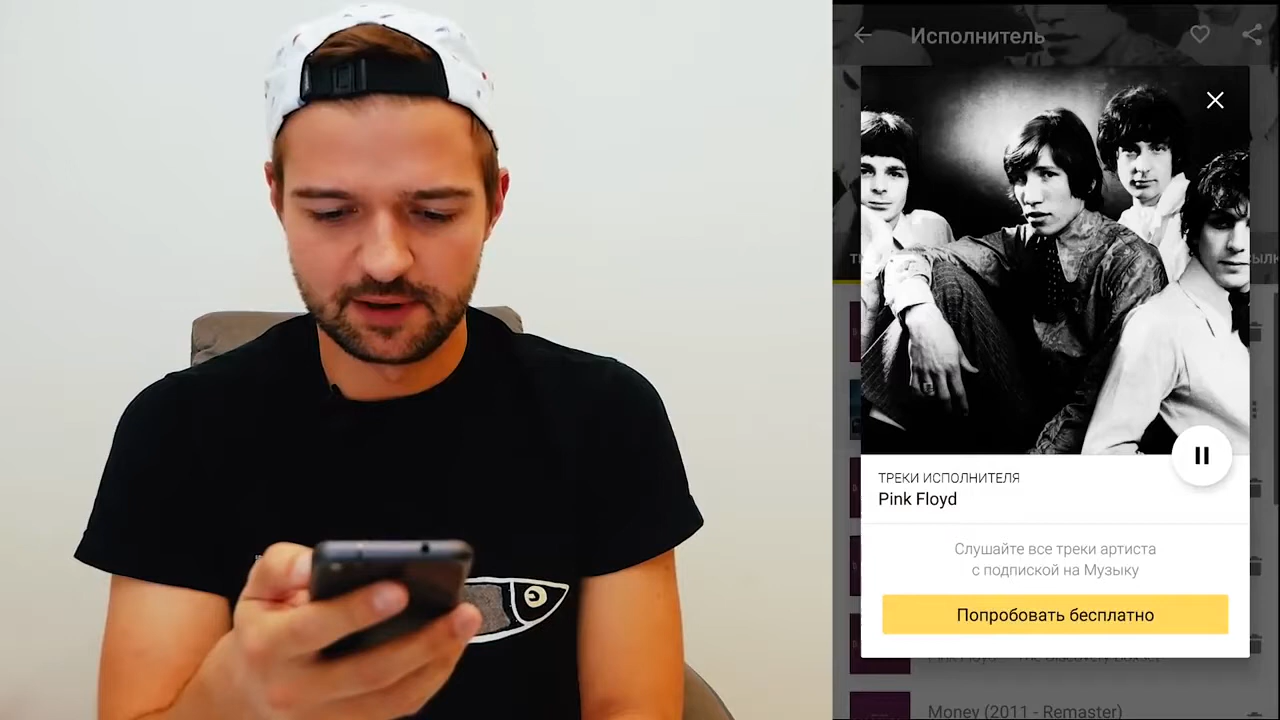 Исполнитель
ТРЕКИ ИСПОЛНИТЕЛЯ
Pink Floyd
Слушайте все треки артиста
с подпиской на Музыку
Попробовать бесплатно
Money (2011 - Remaster)